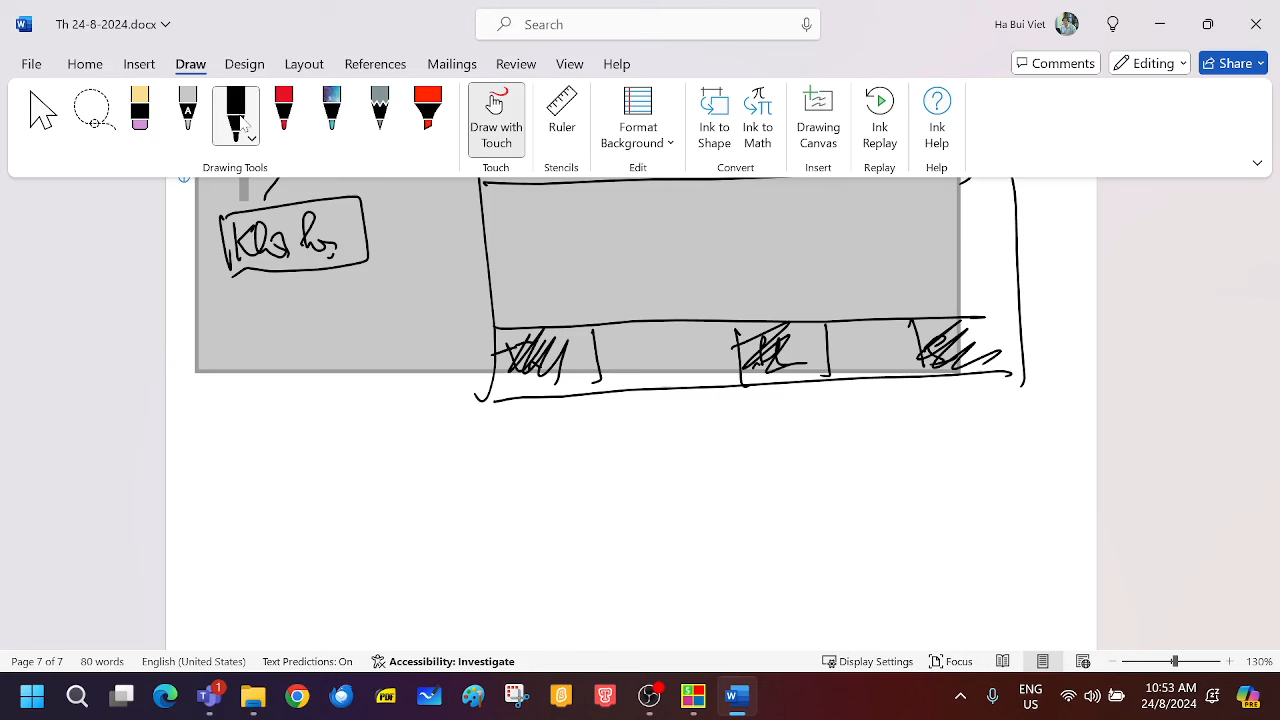 Th 24-8-2024.docx
Search
Ha Bui Viet
File Home Insert Draw Design Layout References Mailings Review View Help
Comments Editing Share
A
Draw with Touch
Ruler
Format Background
Ink to Shape
Ink to Math
Drawing Canvas
Ink Replay
Ink Help
Drawing Tools Touch Stencils Edit Convert Insert Replay Help
Page 7 of 7 80 words English (United States) Text Predictions: On Accessibility: Investigate Display Settings Focus 130%
1 PDF
ENG
US
10:53 AM
24/8/2024
PRE